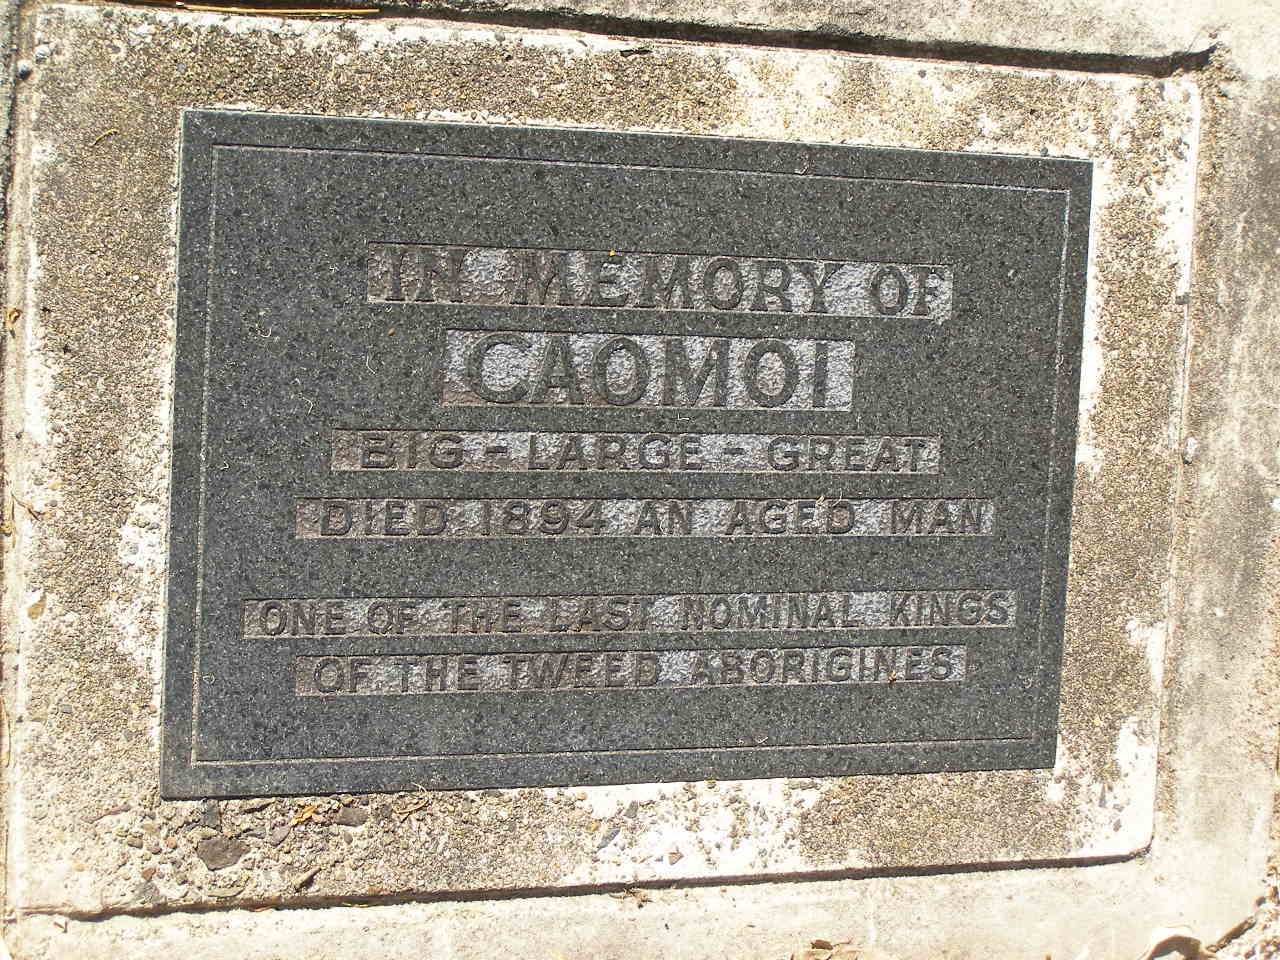 IN MEMORY OF
CAOMOI
BIG - LARGE - GREAT
DIED 1894 AN AGED MAN
ONE OF THE LAST NOMINAL KINGS
OF THE TWEED ABORIGINES